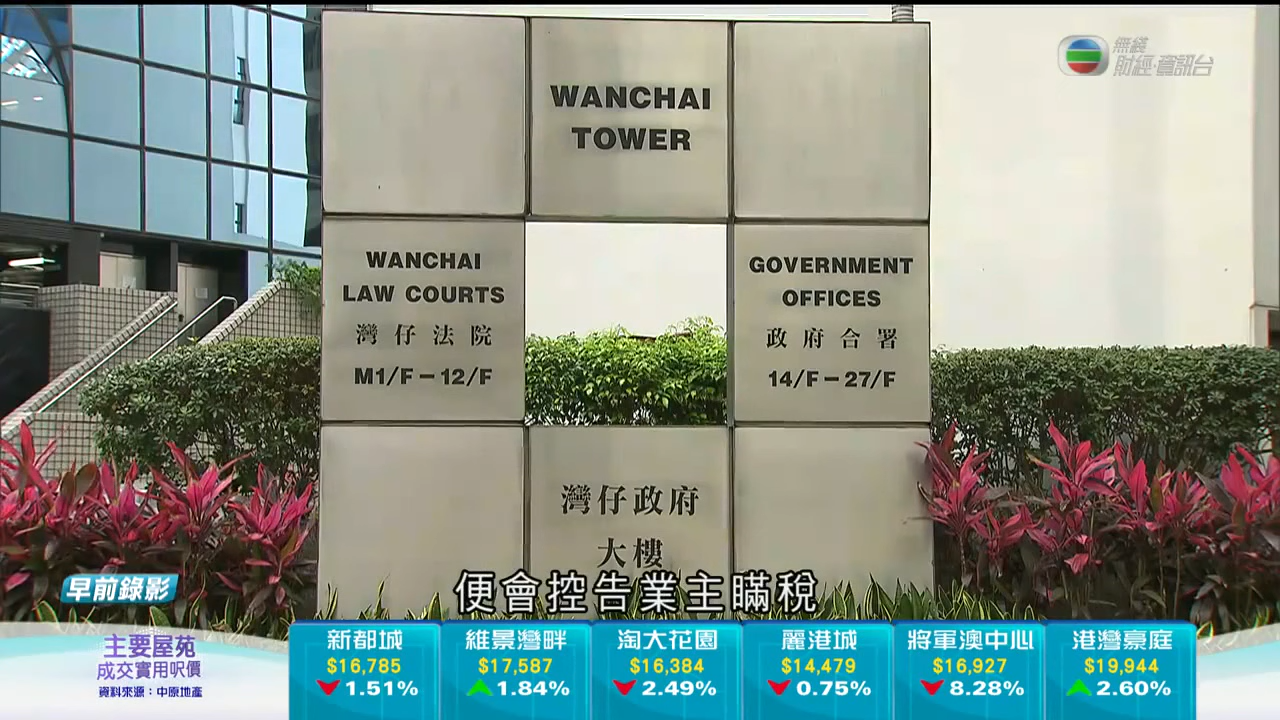 無綫
財經·資訊台
WANCHAI
TOWER
WANCHAI
LAW COURTS
灣仔法院
M1/F－12/F
GOVERNMENT
OFFICES
政府合署
14/F－27/F
灣仔政府
大樓
早前錄影
便會控告業主瞞稅
主要屋苑
成交實用呎價
資料來源：中原地產
新都城
$16,785
1.51%
維景灣畔
$17,587
1.84%
淘大花園
$16,384
2.49%
麗港城
$14,479
0.75%
將軍澳中心
$16,927
8.28%
港灣豪庭
$19,944
2.60%